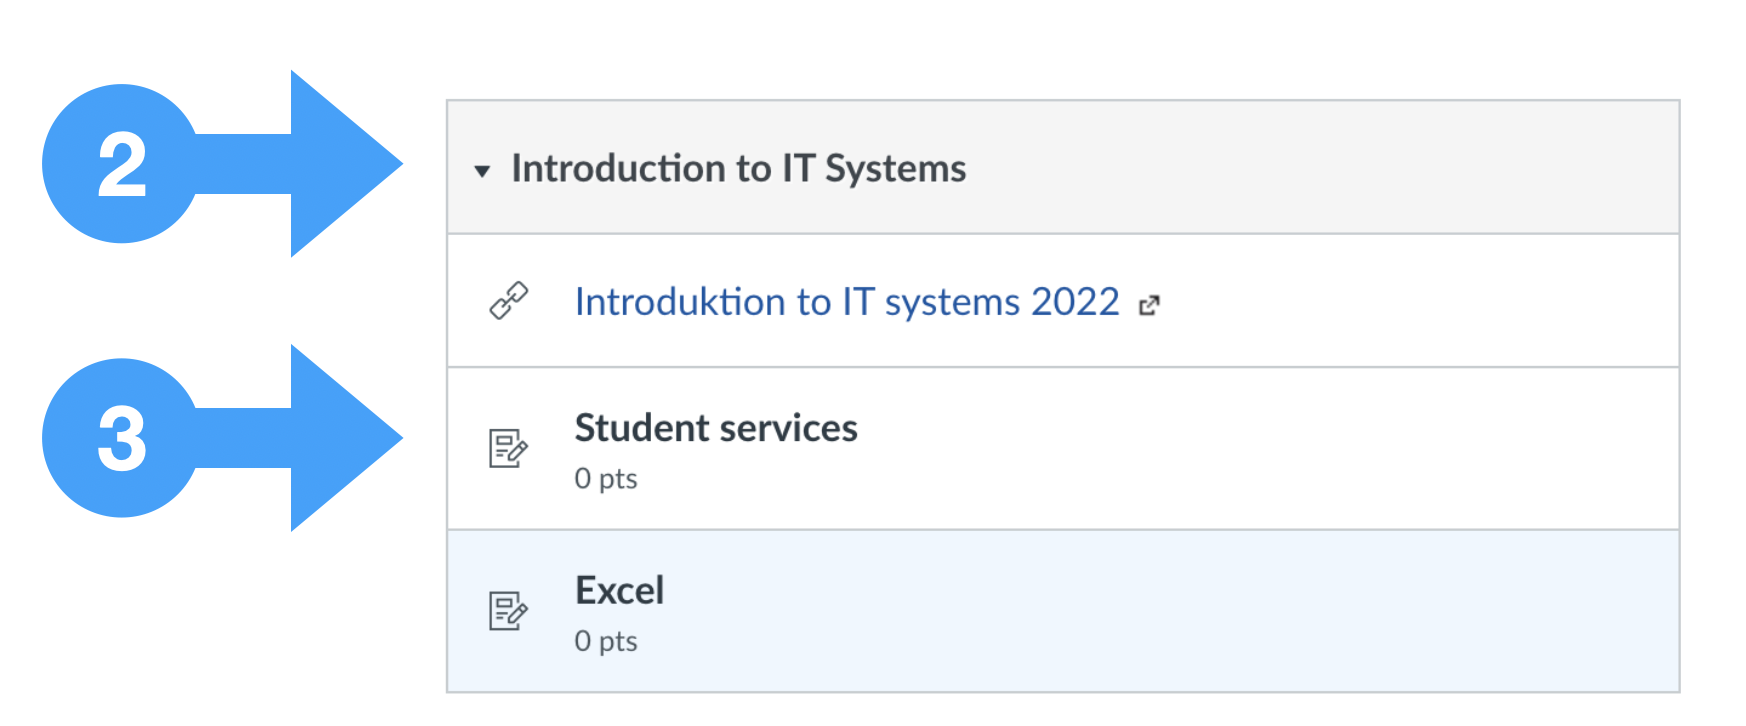 2
Introduction to IT Systems
Introduktion to IT systems 2022
3
Student services
0 pts
Excel
0 pts